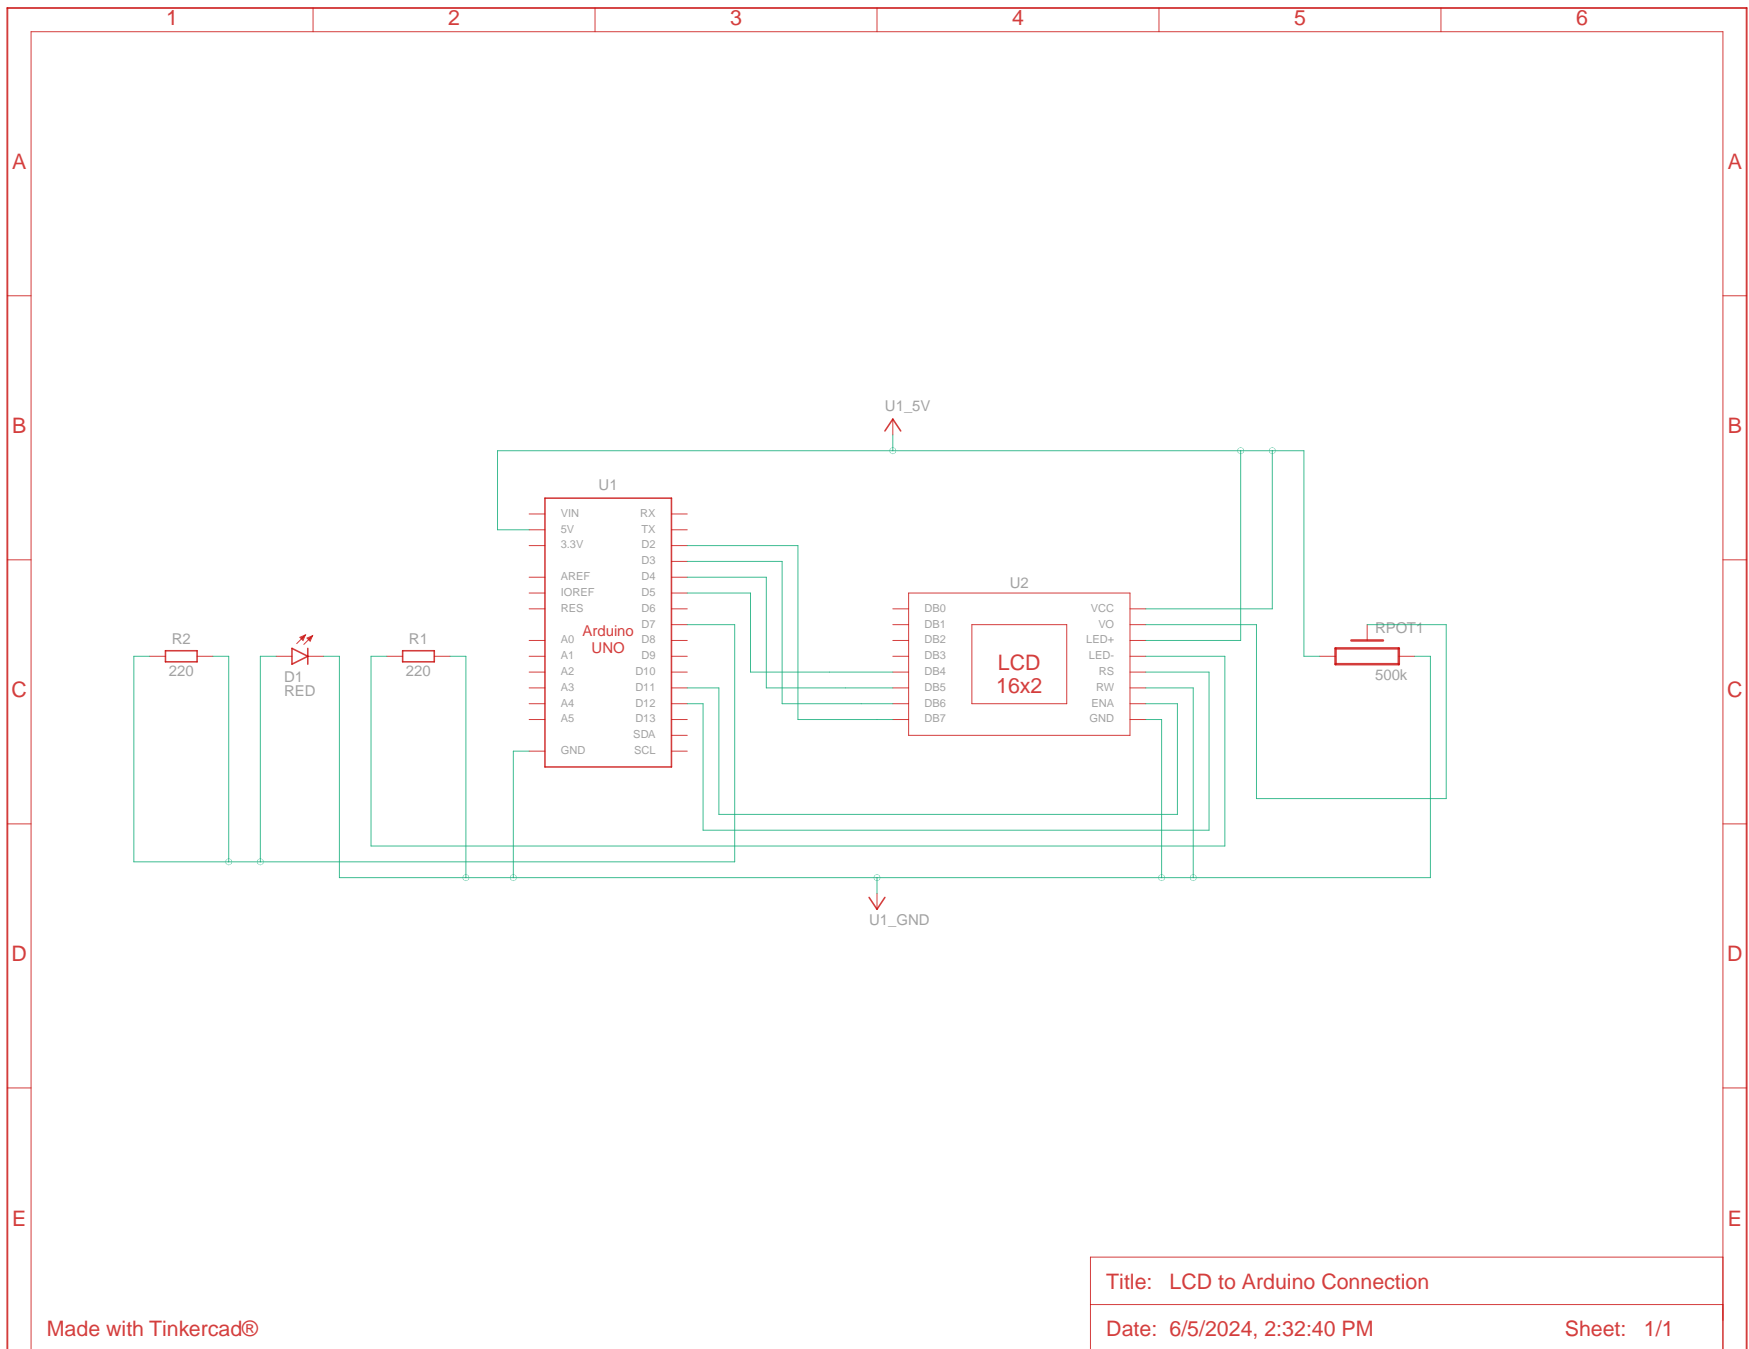 1 2 3 4 5 6
A A
B B
U1_5V
U1
VIN RX
5V TX
3.3V D2
D3
AREF D4
IOREF D5
RES D6
D7
A0 D8
A1 D9
A2 D10
A3 D11
A4 D12
A5 D13
SDA
GND SCL
Arduino
UNO
U2
DB0 VCC
DB1 VO
DB2 LED+
DB3 LED-
DB4 RS
DB5 RW
DB6 ENA
DB7 GND
LCD
16x2
R2
220
D1
RED
R1
220
RPOT1
500k
C C
U1_GND
D D
E E
Title: LCD to Arduino Connection
Made with Tinkercad®
Date: 6/5/2024, 2:32:40 PM Sheet: 1/1